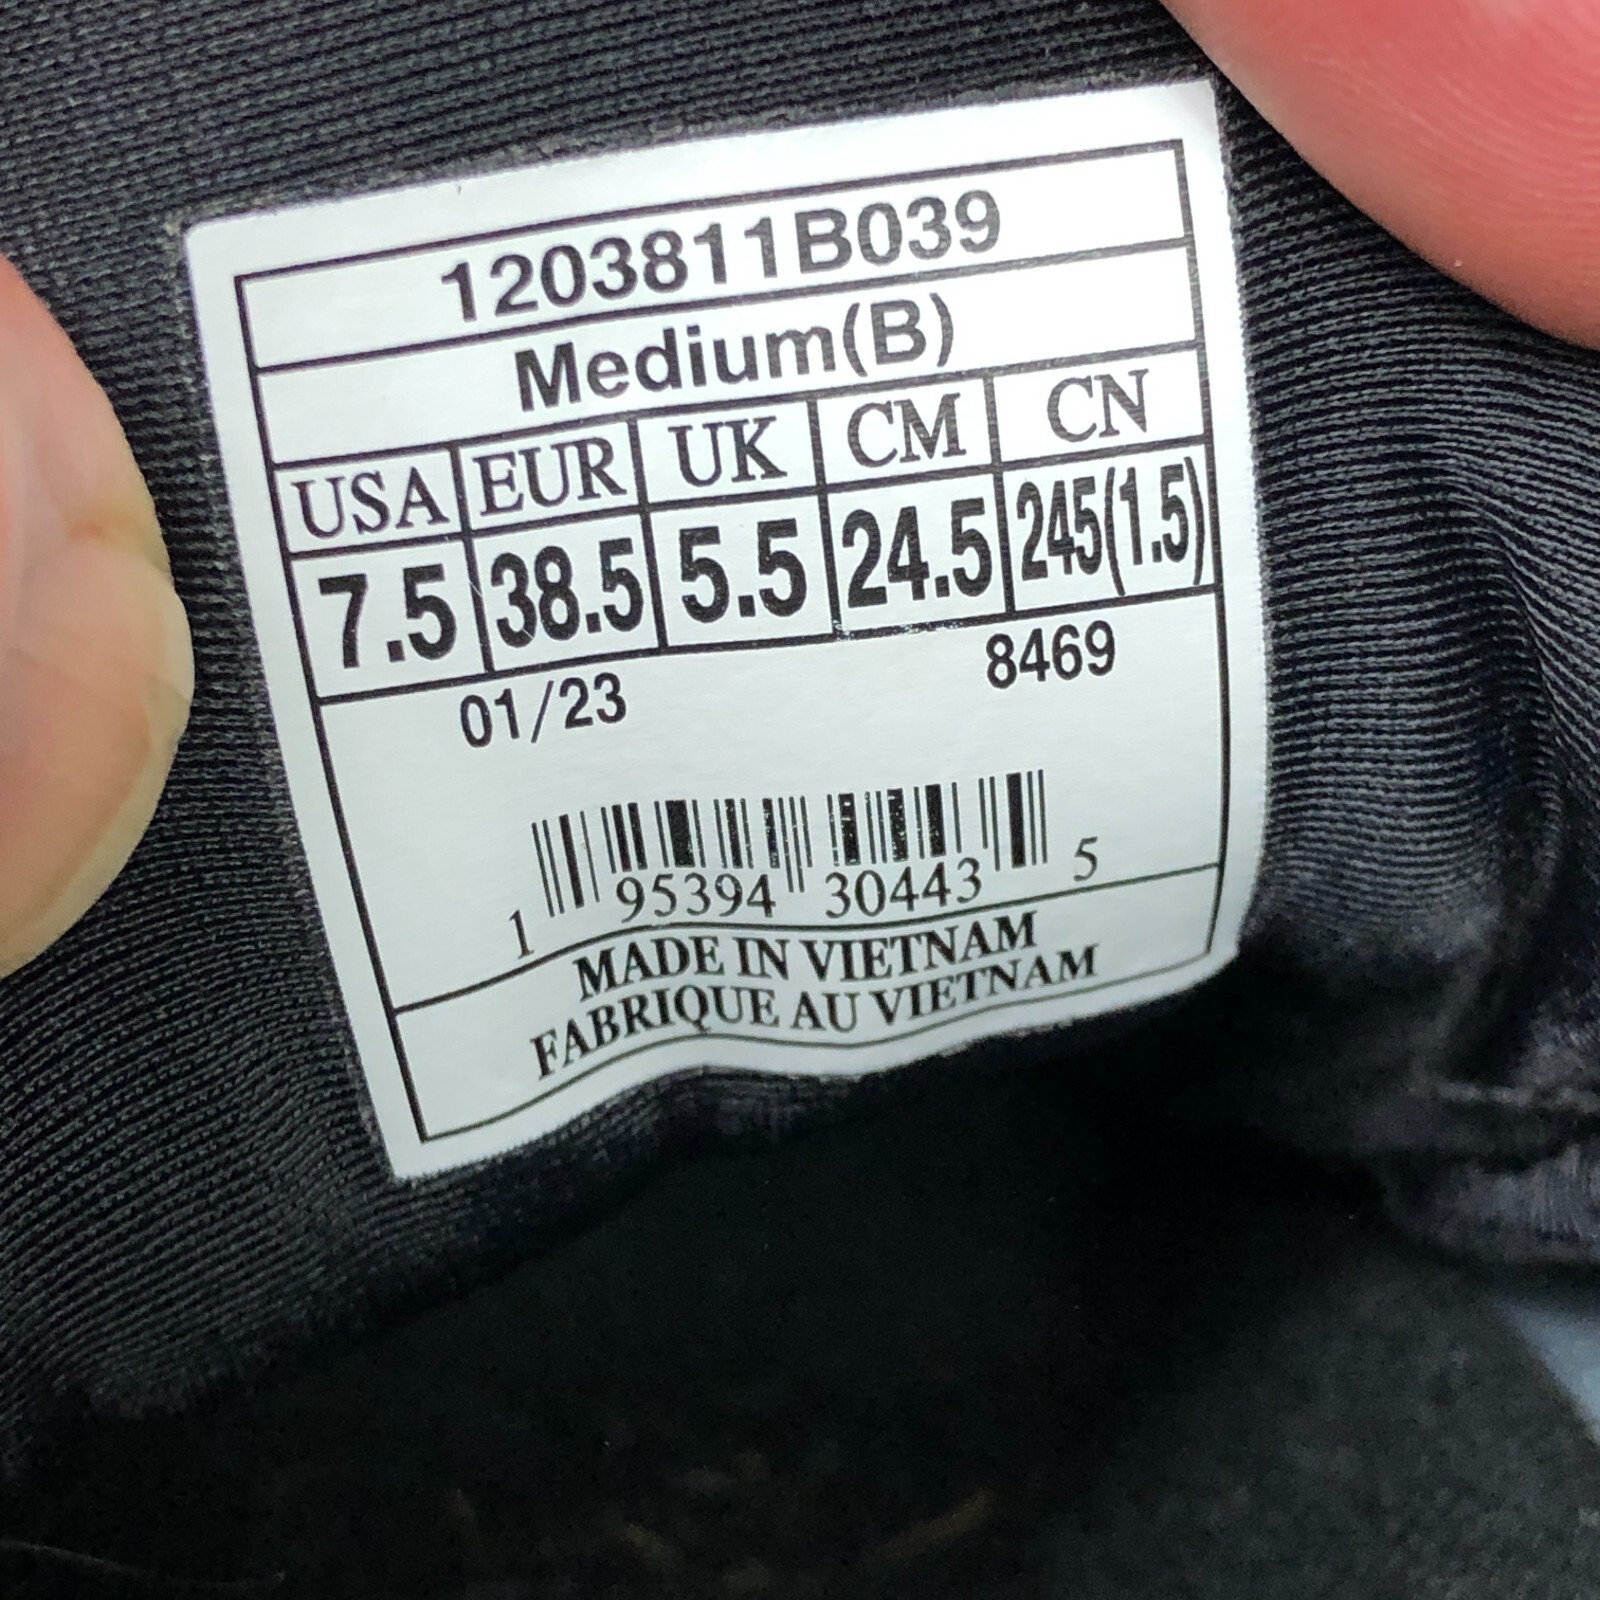 1203811B039
Medium(B)
USA EUR UK CM CN
7.5 38.5 5.5 24.5 245(1.5)
01/23 8469
1 95394 30443 5
MADE IN VIETNAM
FABRIQUE AU VIETNAM